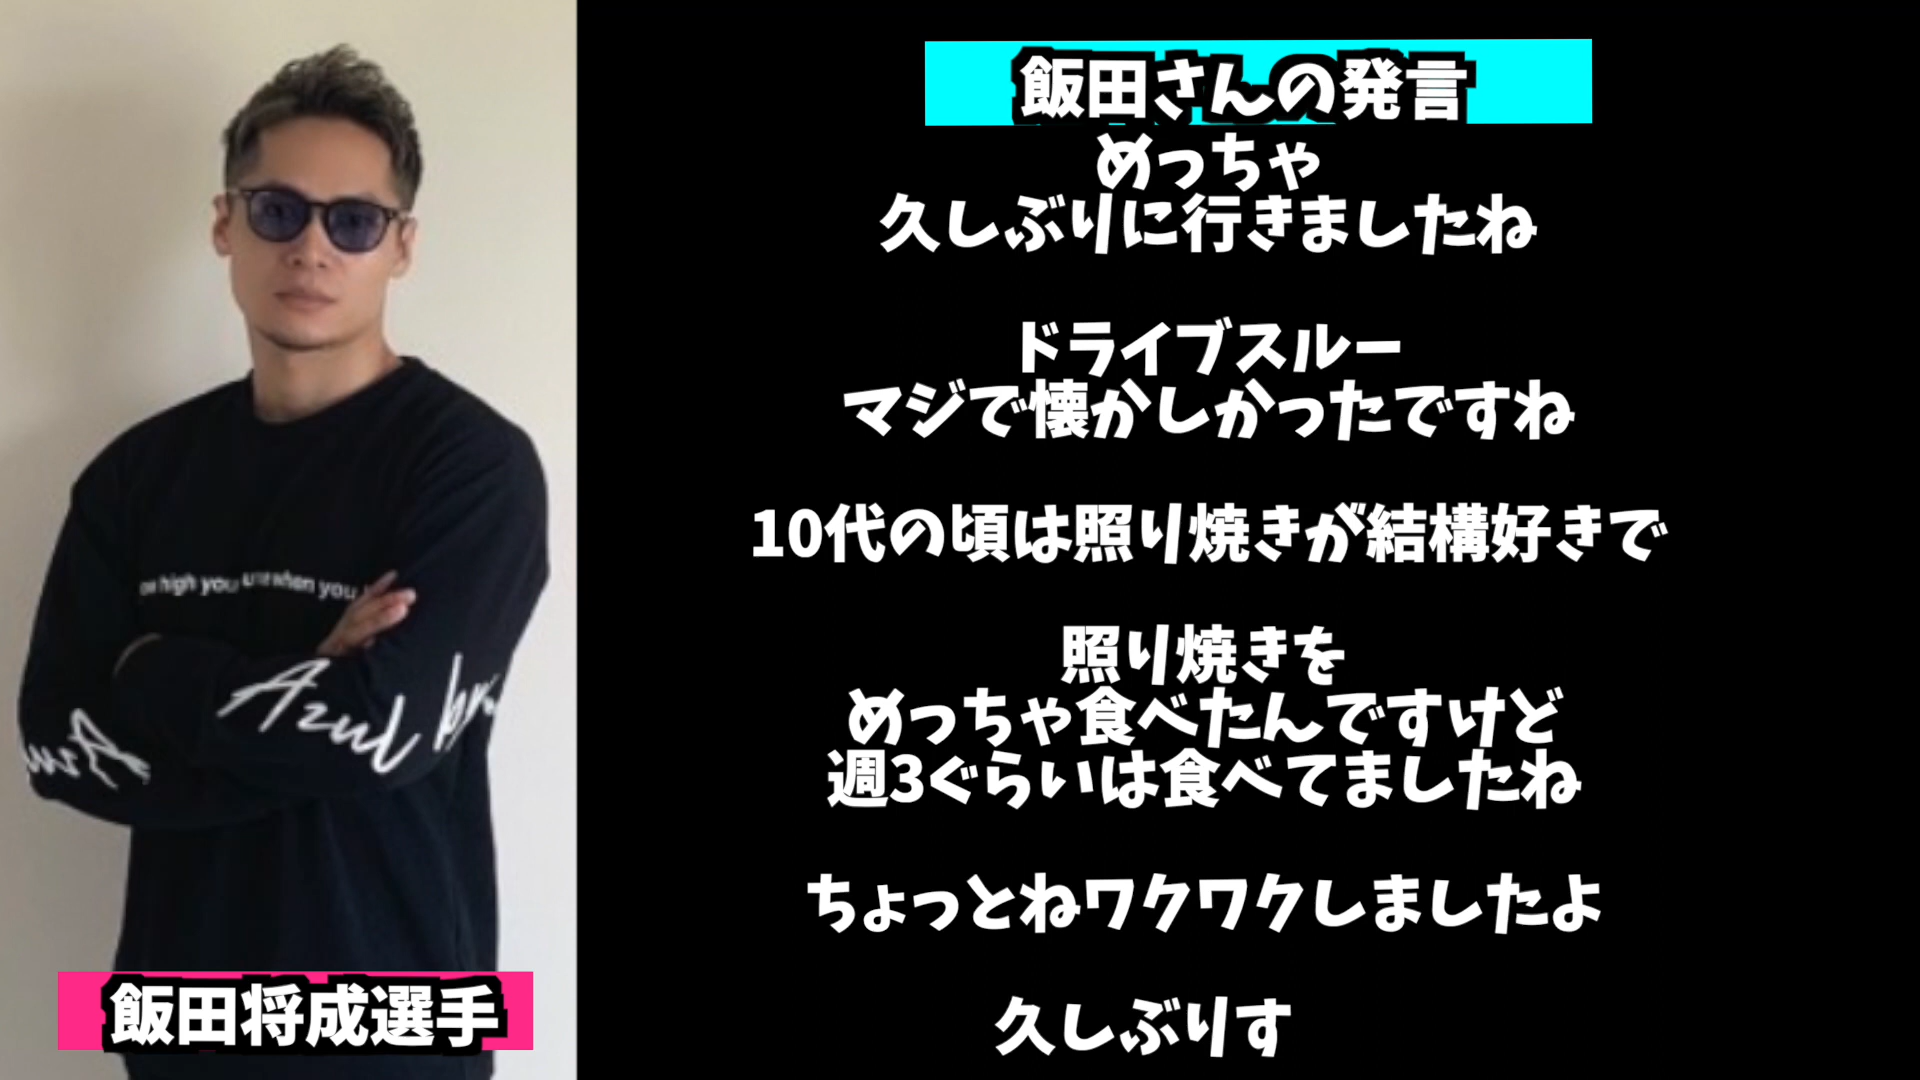 飯田さんの発言
めっちゃ
久しぶりに行きましたね
ドライブスルー
マジで懐かしかったですね
10代の頃は照り焼きが結構好きで
照り焼きを
めっちゃ食べたんですけど
週3ぐらいは食べてましたね
ちょっとねワクワクしましたよ
久しぶりす
high you when you
Azul
飯田将成選手